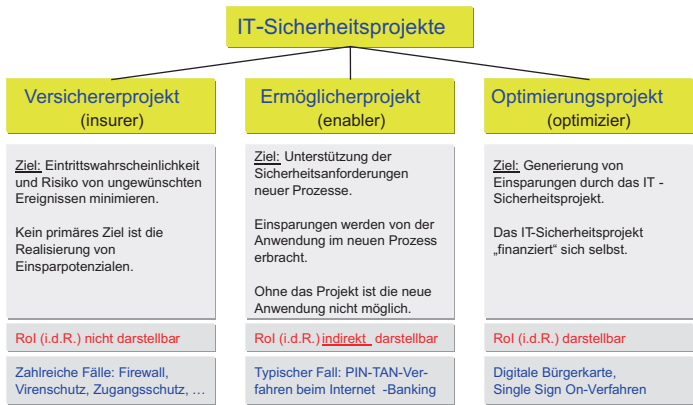 IT-Sicherheitsprojekte
Versichererprojekt
(insurer)
Ziel: Eintrittswahrscheinlichkeit
und Risiko von ungewünschten
Ereignissen minimieren.
Kein primäres Ziel ist die
Realisierung von
Einsparpotenzialen.
RoI (i.d.R.) nicht darstellbar
Zahlreiche Fälle: Firewall,
Virenschutz, Zugangsschutz, …
Ermöglicherprojekt
(enabler)
Ziel: Unterstützung der
Sicherheitsanforderungen
neuer Prozesse.
Einsparungen werden von der
Anwendung im neuen Prozess
erbracht.
Ohne das Projekt ist die neue
Anwendung nicht möglich.
RoI (i.d.R.) indirekt darstellbar
Typischer Fall: PIN-TAN-Ver-
fahren beim Internet -Banking
Optimierungsprojekt
(optimizier)
Ziel: Generierung von
Einsparungen durch das IT -
Sicherheitsprojekt.
Das IT-Sicherheitsprojekt
„finanziert“ sich selbst.
RoI (i.d.R.) darstellbar
Digitale Bürgerkarte,
Single Sign On-Verfahren